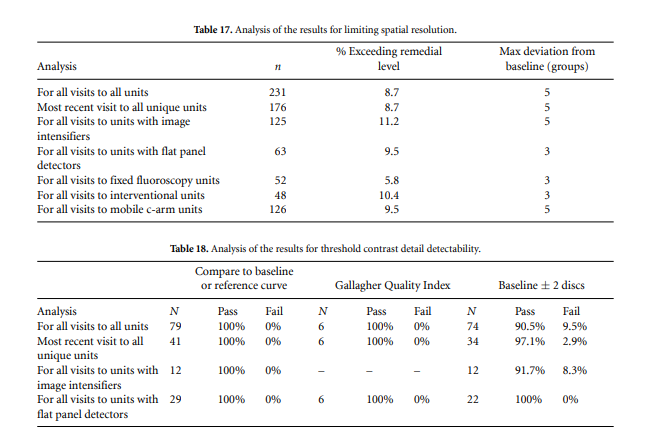 Table 17. Analysis of the results for limiting spatial resolution.
% Exceeding remedial Max deviation from
Analysis n level baseline (groups)
For all visits to all units 231 8.7 5
Most recent visit to all unique units 176 8.7 5
For all visits to units with image 125 11.2 5
intensifiers
For all visits to units with flat panel 63 9.5 3
detectors
For all visits to fixed fluoroscopy units 52 5.8 3
For all visits to interventional units 48 10.4 3
For all visits to mobile c-arm units 126 9.5 5
Table 18. Analysis of the results for threshold contrast detail detectability.
Compare to baseline
or reference curve Gallagher Quality Index Baseline ± 2 discs
Analysis N Pass Fail N Pass Fail N Pass Fail
For all visits to all units 79 100% 0% 6 100% 0% 74 90.5% 9.5%
Most recent visit to all 41 100% 0% 6 100% 0% 34 97.1% 2.9%
unique units
For all visits to units with 12 100% 0% – – – 12 91.7% 8.3%
image intensifiers
For all visits to units with 29 100% 0% 6 100% 0% 22 100% 0%
flat panel detectors